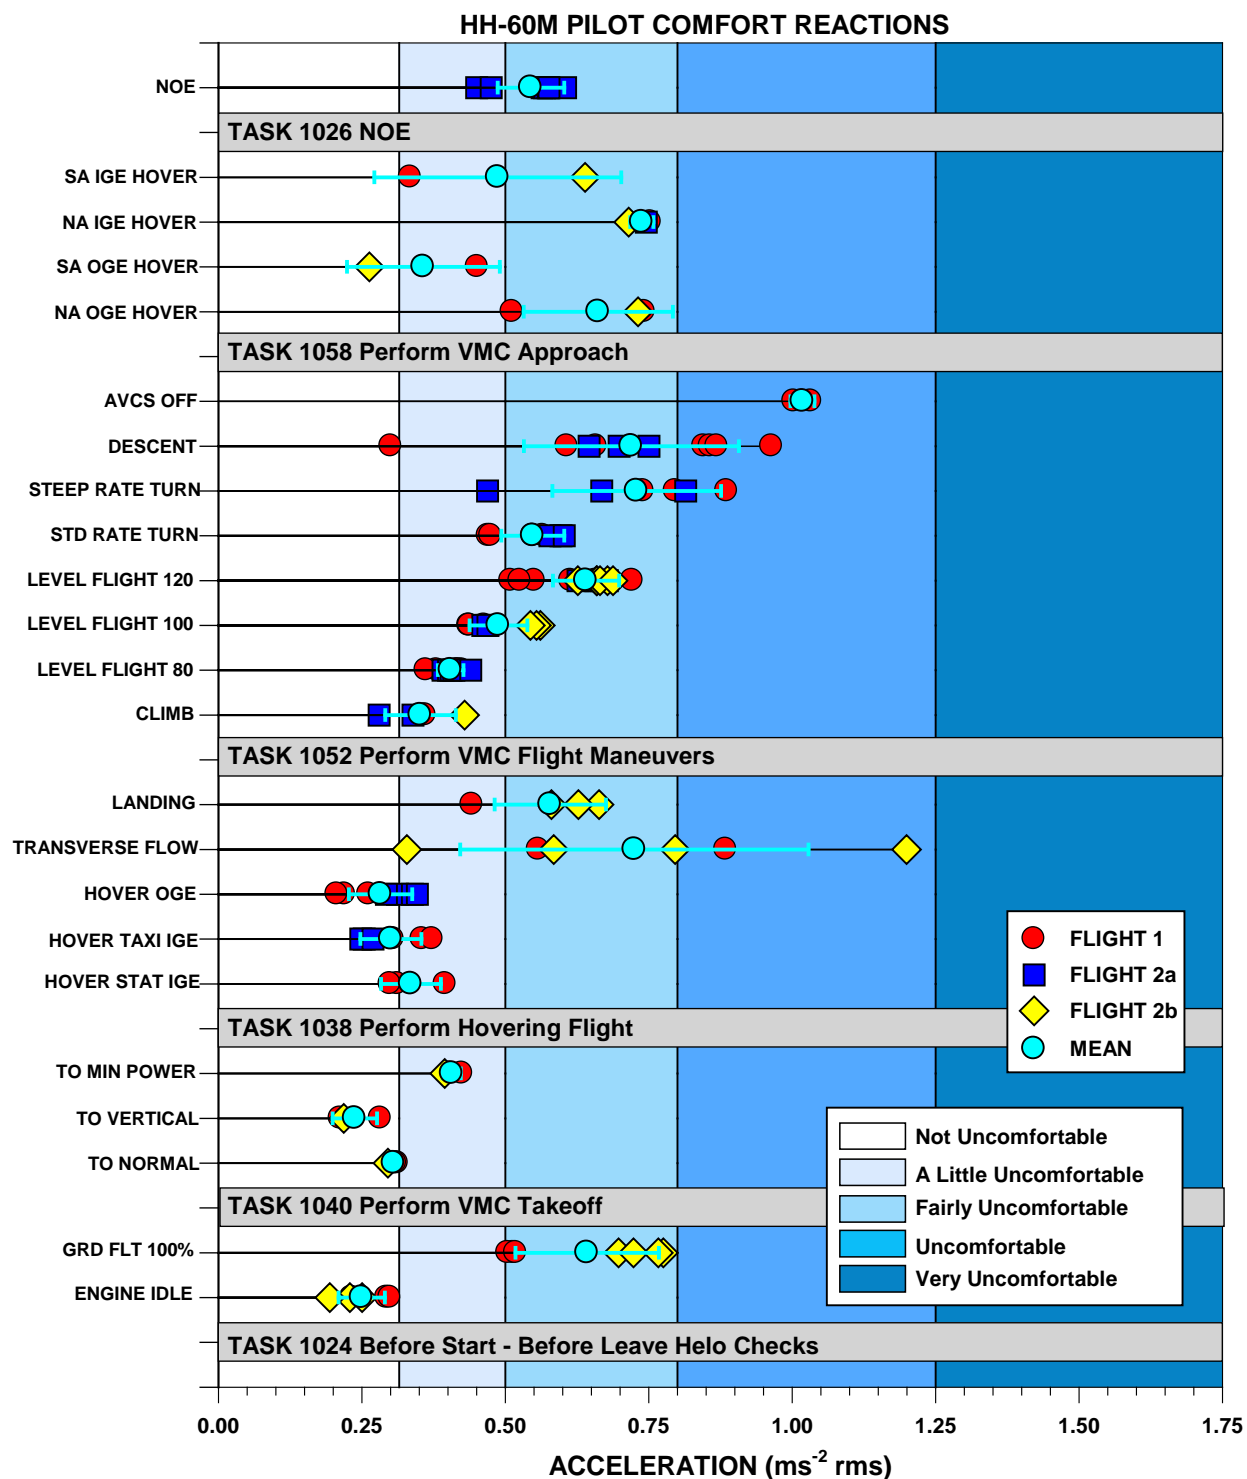 HH-60M PILOT COMFORT REACTIONS
NOE
TASK 1026 NOE
SA IGE HOVER
NA IGE HOVER
SA OGE HOVER
NA OGE HOVER
TASK 1058 Perform VMC Approach
AVCS OFF
DESCENT
STEEP RATE TURN
STD RATE TURN
LEVEL FLIGHT 120
LEVEL FLIGHT 100
LEVEL FLIGHT 80
CLIMB
TASK 1052 Perform VMC Flight Maneuvers
LANDING
TRANSVERSE FLOW
HOVER OGE
HOVER TAXI IGE
HOVER STAT IGE
FLIGHT 1
FLIGHT 2a
FLIGHT 2b
MEAN
TASK 1038 Perform Hovering Flight
TO MIN POWER
TO VERTICAL
TO NORMAL
Not Uncomfortable
A Little Uncomfortable
Fairly Uncomfortable
Uncomfortable
Very Uncomfortable
TASK 1040 Perform VMC Takeoff
GRD FLT 100%
ENGINE IDLE
TASK 1024 Before Start - Before Leave Helo Checks
0.00 0.25 0.50 0.75 1.00 1.25 1.50 1.75
ACCELERATION (ms⁻² rms)